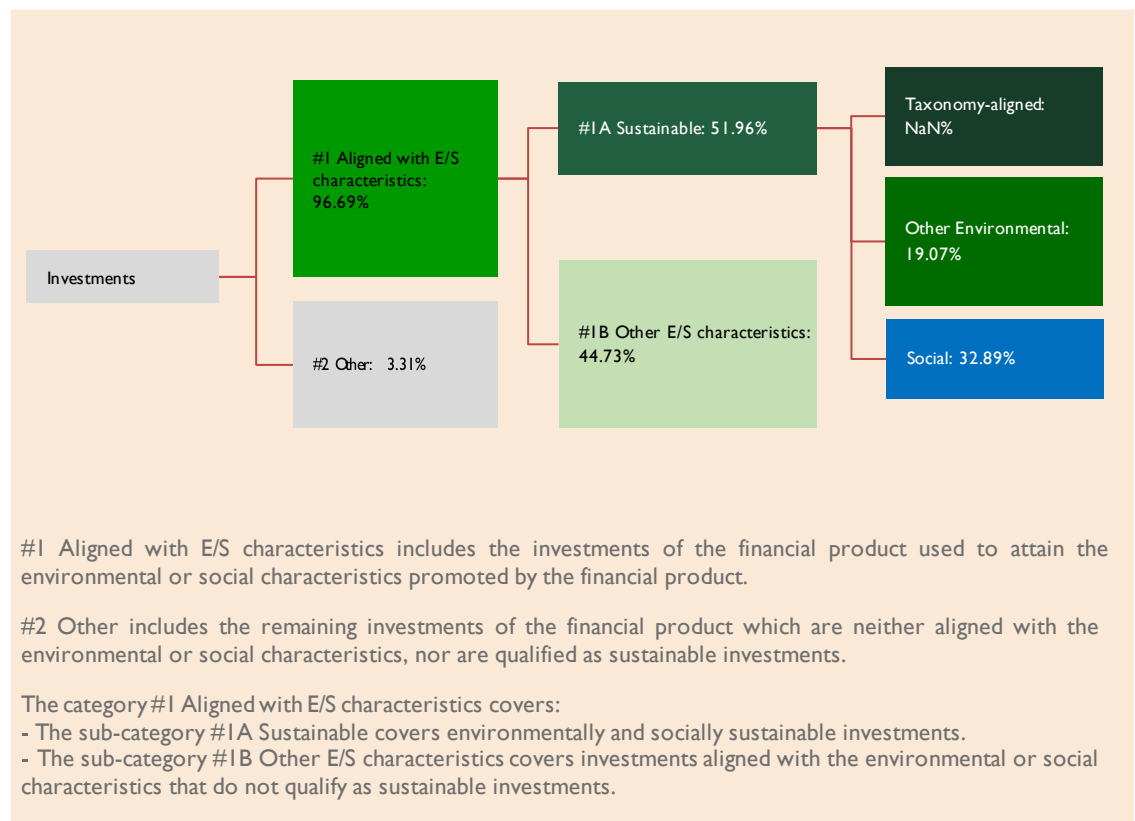 Investments
#1 Aligned with E/S
characteristics:
96.69%
#2 Other: 3.31%
#1A Sustainable: 51.96%
#1B Other E/S characteristics:
44.73%
Taxonomy-aligned:
NaN%
Other Environmental:
19.07%
Social: 32.89%
#1 Aligned with E/S characteristics includes the investments of the financial product used to attain the
environmental or social characteristics promoted by the financial product.
#2 Other includes the remaining investments of the financial product which are neither aligned with the
environmental or social characteristics, nor are qualified as sustainable investments.
The category #1 Aligned with E/S characteristics covers:
- The sub-category #1A Sustainable covers environmentally and socially sustainable investments.
- The sub-category #1B Other E/S characteristics covers investments aligned with the environmental or social
characteristics that do not qualify as sustainable investments.